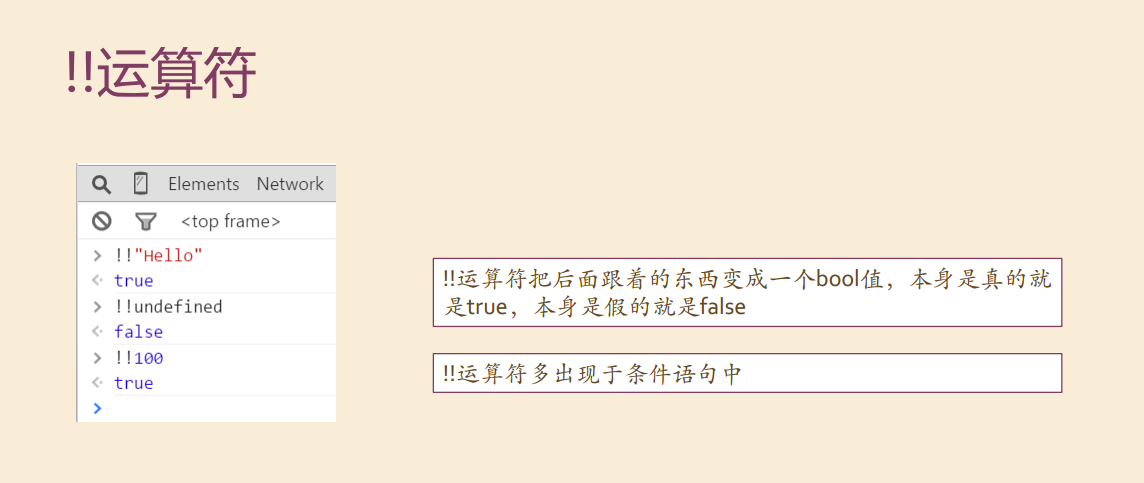 !!运算符
Elements Network
<top frame>
!!"Hello"
true
!!undefined
false
!!100
true
!!运算符把后面跟着的东西变成一个bool值，本身是真的就
是true，本身是假的就是false
!!运算符多出现于条件语句中